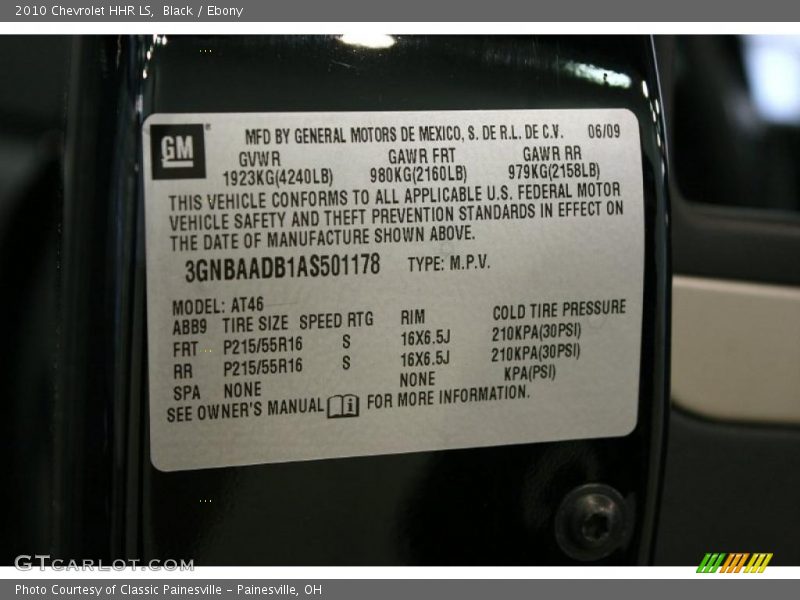 2010 Chevrolet HHR LS, Black / Ebony
GM
MFD BY GENERAL MOTORS DE MEXICO, S. DE R.L. DE C.V. 06/09
GVWR GAWR FRT GAWR RR
1923KG(4240LB) 980KG(2160LB) 979KG(2158LB)
THIS VEHICLE CONFORMS TO ALL APPLICABLE U.S. FEDERAL MOTOR
VEHICLE SAFETY AND THEFT PREVENTION STANDARDS IN EFFECT ON
THE DATE OF MANUFACTURE SHOWN ABOVE.
3GNBAADB1AS501178 TYPE: M.P.V.
MODEL: AT46
ABB9 TIRE SIZE SPEED RTG RIM COLD TIRE PRESSURE
FRT P215/55R16 S 16X6.5J 210KPA(30PSI)
RR P215/55R16 S 16X6.5J 210KPA(30PSI)
SPA NONE NONE KPA(PSI)
SEE OWNER'S MANUAL FOR MORE INFORMATION.
GTCARLOT.COM
Photo Courtesy of Classic Painesville - Painesville, OH